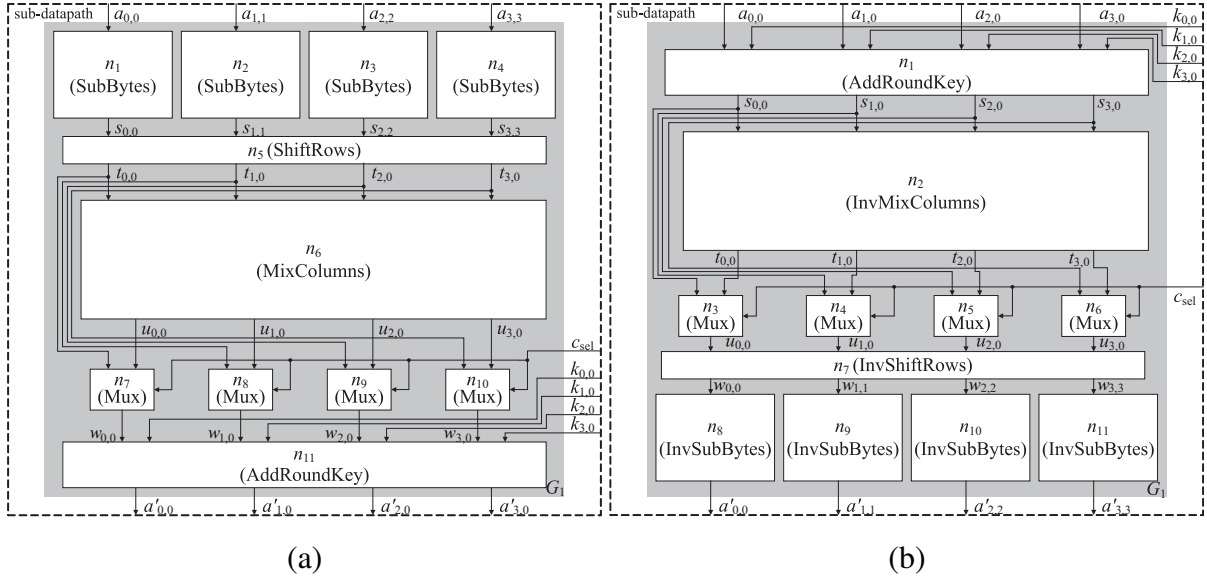 sub-datapath
a0,0 a1,1 a2,2 a3,3
n1 n2 n3 n4
(SubBytes) (SubBytes) (SubBytes) (SubBytes)
s0,0 s1,1 s2,2 s3,3
n5 (ShiftRows)
t0,0 t1,0 t2,0 t3,0
n6
(MixColumns)
u0,0 u1,0 u2,0 u3,0
csel
n7 n8 n9 n10
(Mux) (Mux) (Mux) (Mux)
k0,0
k1,0
k2,0
k3,0
w0,0 w1,0 w2,0 w3,0
n11
(AddRoundKey)
G1
a'0,0 a'1,0 a'2,0 a'3,0
(a)
sub-datapath
a0,0 a1,0 a2,0 a3,0
k0,0
k1,0
k2,0
k3,0
n1
(AddRoundKey)
s0,0 s1,0 s2,0 s3,0
n2
(InvMixColumns)
t0,0 t1,0 t2,0 t3,0
csel
n3 n4 n5 n6
(Mux) (Mux) (Mux) (Mux)
u0,0 u1,0 u2,0 u3,0
n7 (InvShiftRows)
w0,0 w1,1 w2,2 w3,3
n8 n9 n10 n11
(InvSubBytes) (InvSubBytes) (InvSubBytes) (InvSubBytes)
G1
a'0,0 a'1,1 a'2,2 a'3,3
(b)